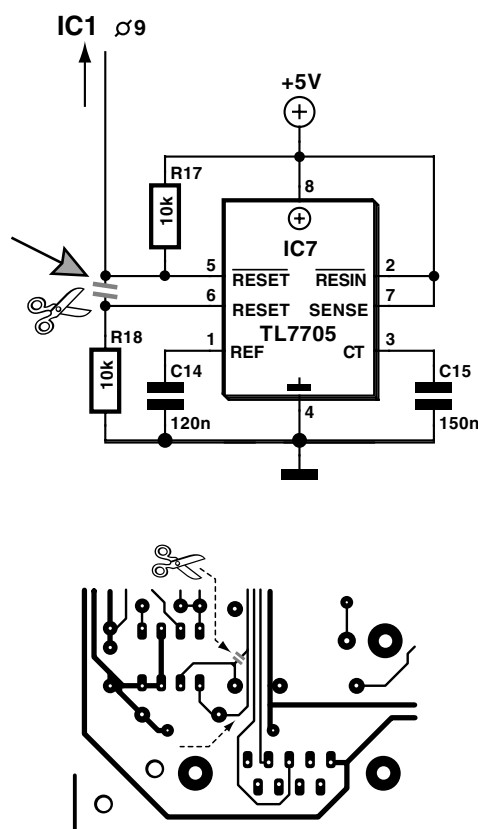 IC1 ⌀9
+5V
R17
10k
8
IC7
5
RESET
RESIN
2
6
RESET
SENSE
7
TL7705
R18
10k
1
REF
CT
3
C14
120n
4
C15
150n